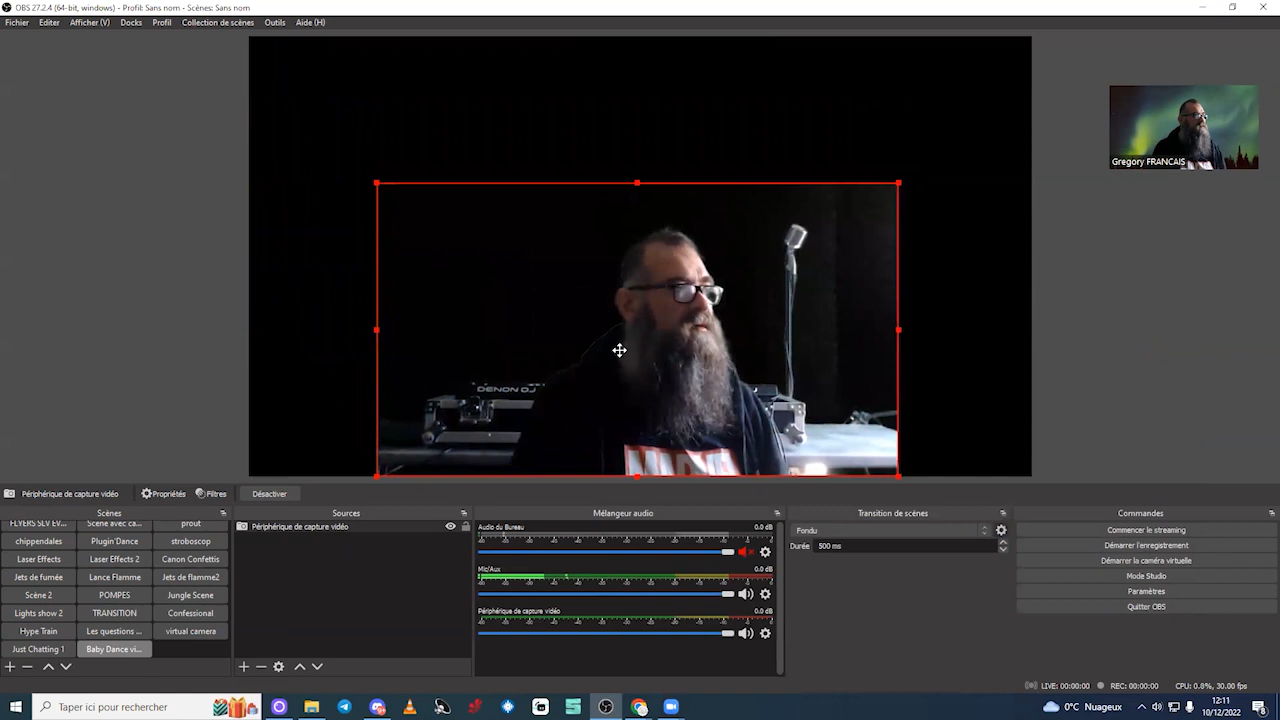 OBS 27.2.4 (64-bit, windows) - Profil: Sans nom - Scènes: Sans nom
Fichier Editer Afficher (V) Docks Profil Collection de scènes Outils Aide (H)
Gregory FRANCAIS
DENON DJ
Périphérique de capture vidéo Propriétés Filtres Désactiver
Scènes Sources Mélangeur audio Transition de scènes Commandes
FLYERS SLV EV... Scène avec ca... prout
chippendales Plugin'Dance stroboscop
Laser Effects Laser Effects 2 Canon Confettis
Jets de fumée Lance Flamme Jets de flamme2
Scène 2 POMPES Jungle Scene
Lights show 2 TRANSITION Confessional
Hype Train Les questions ... virtual camera
Just Chatting 1 Baby Dance vi...
Périphérique de capture vidéo
Audio du Bureau 0.0 dB
Mic/Aux 0.0 dB
Périphérique de capture vidéo 0.0 dB
Fondu
Durée 500 ms
Commencer le streaming
Démarrer l'enregistrement
Démarrer la caméra virtuelle
Mode Studio
Paramètres
Quitter OBS
LIVE: 00:00:00 REC: 00:00:00 CPU: 0.8%, 30.00 fps
Taper ici pour rechercher
0°C Nuageux
12:11
10/12/2022